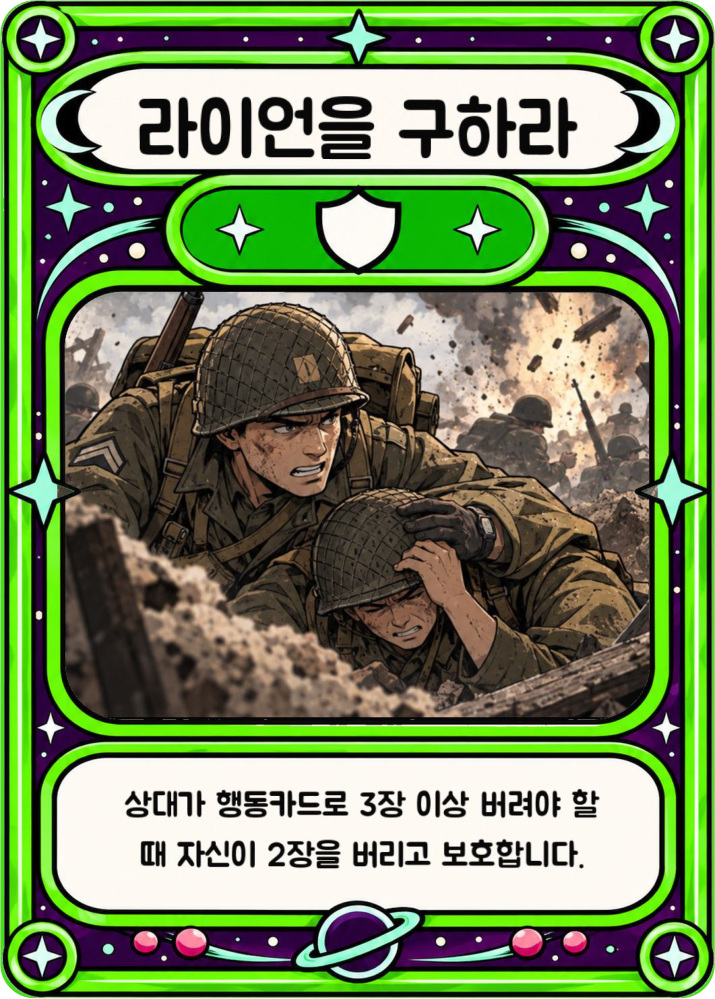 라이언을 구하라
상대가 행동카드로 3장 이상 버려야 할
때 자신이 2장을 버리고 보호합니다.